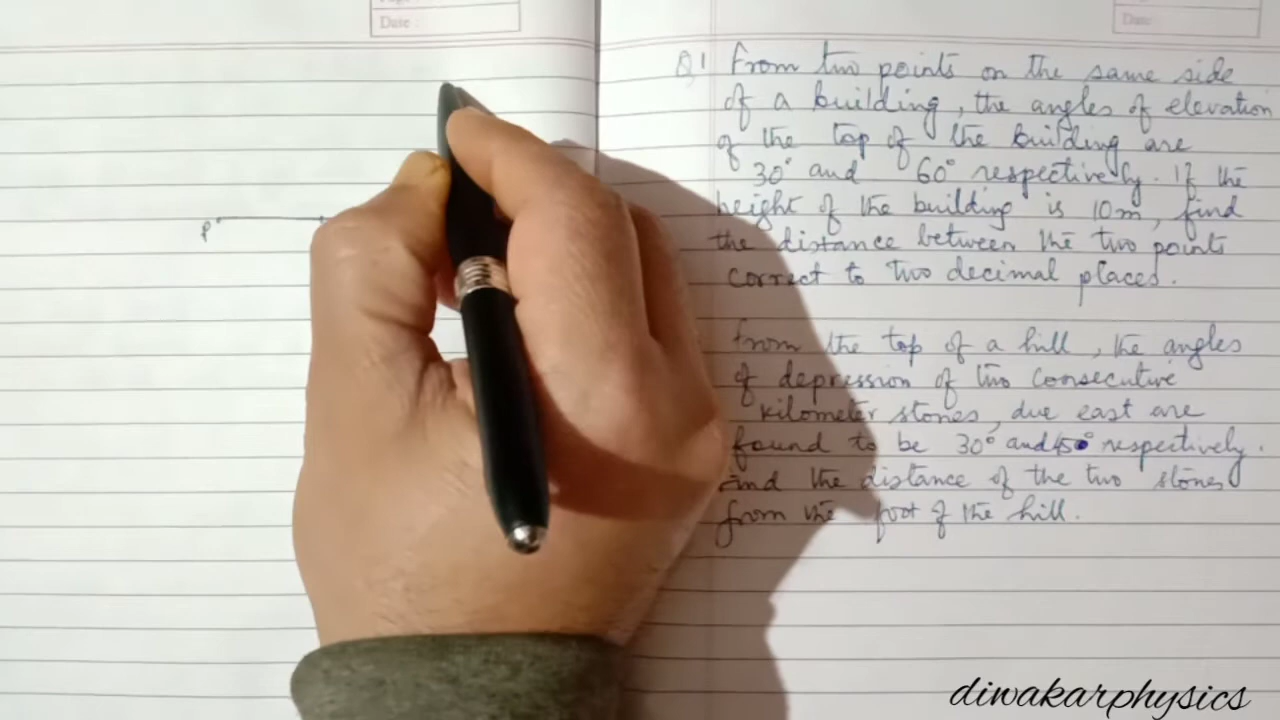 Date :
Date :
P
Q1 From two points on the same side
of a building, the angles of elevation
of the top of the building are
30° and 60° respectively. If the
height of the building is 10m, find
the distance between the two points
correct to two decimal places.
From the top of a hill, the angles
of depression of two consecutive
kilometer stones, due east are
found to be 30° and 45° respectively.
Find the distance of the two stones
from the foot of the hill.
diwakarphysics